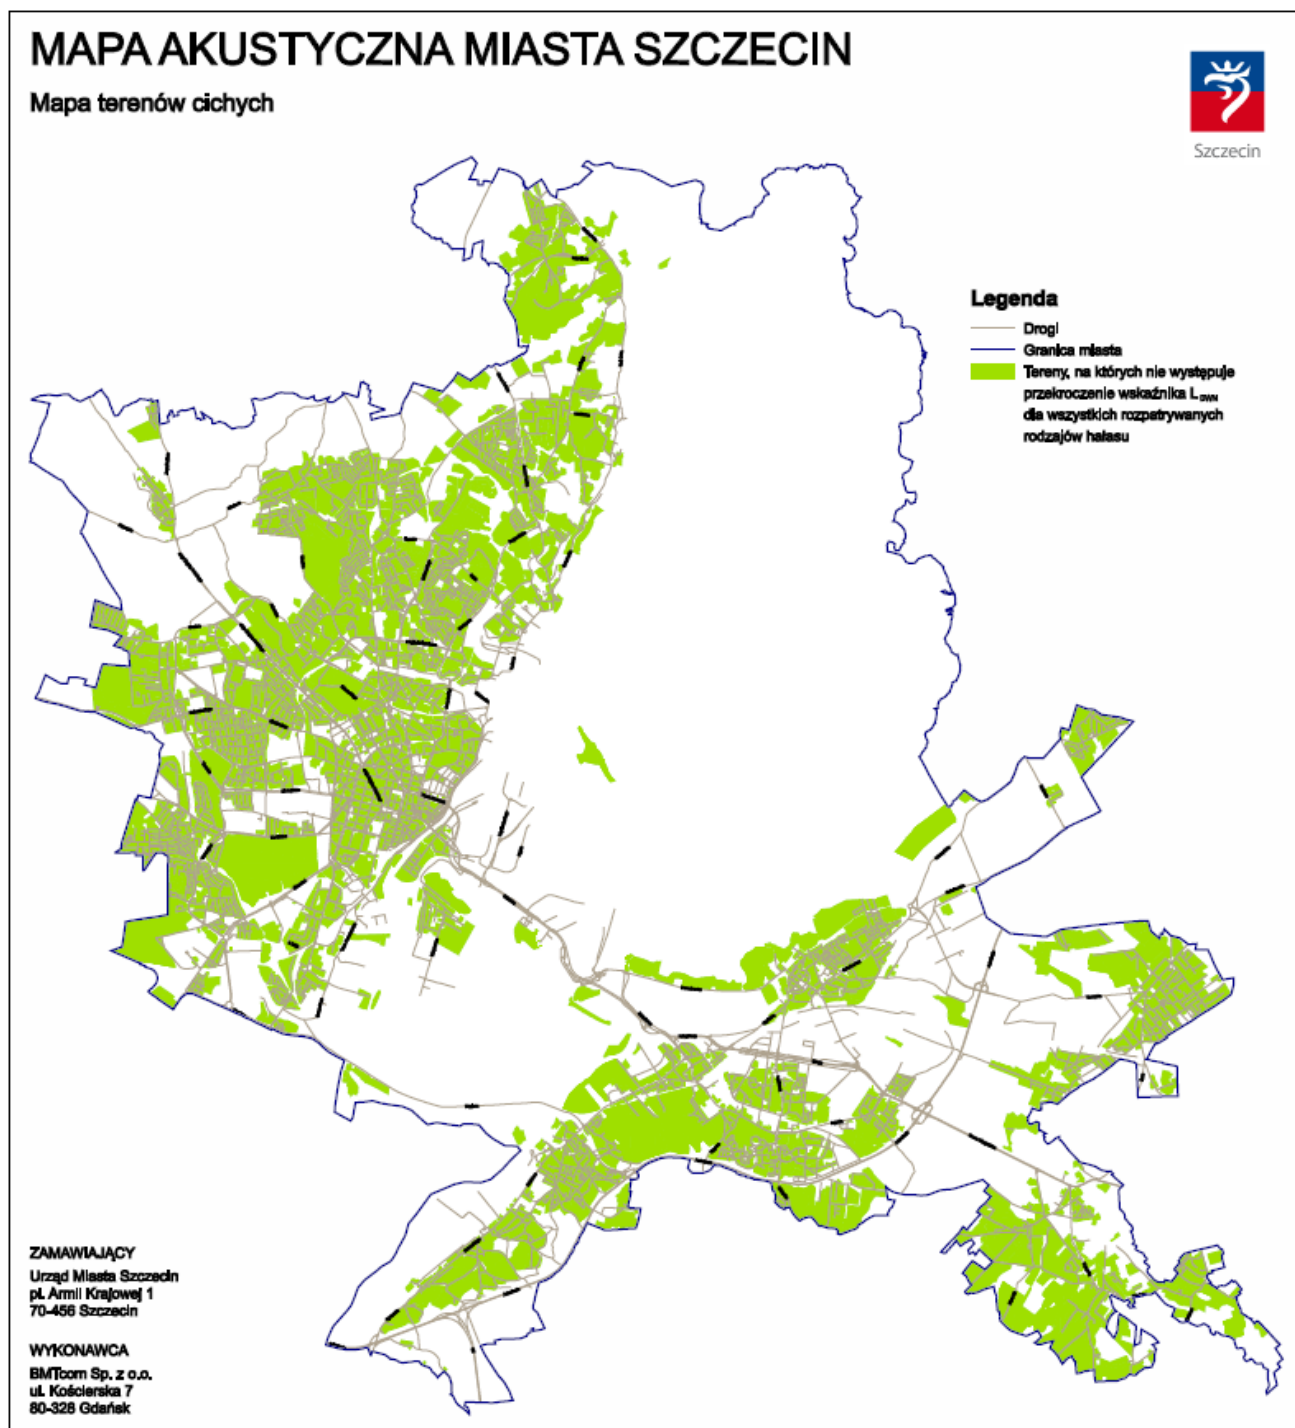 MAPA AKUSTYCZNA MIASTA SZCZECIN
Mapa terenów cichych
Szczecin
Legenda
Drogi
Granica miasta
Tereny, na których nie występuje
przekroczenie wskaźnika L DWN
dla wszystkich rozpatrywanych
rodzajów hałasu
ZAMAWIAJĄCY
Urząd Miasta Szczecin
pl. Armii Krajowej 1
70-456 Szczecin
WYKONAWCA
BMTcom Sp. z o.o.
ul. Kościerska 7
80-328 Gdańsk